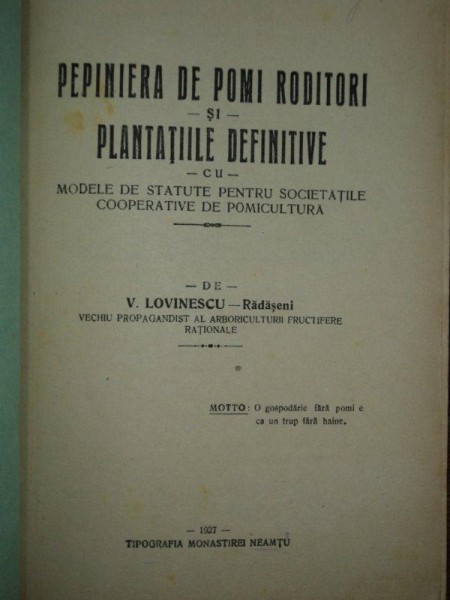 PEPINIERA DE POMI RODITORI
— ȘI —
PLANTAȚIILE DEFINITIVE
— CU —
MODELE DE STATUTE PENTRU SOCIETAȚILE
COOPERATIVE DE POMICULTURĂ
— DE —
V. LOVINESCU — Rădășeni
VECHIU PROPAGANDIST AL ARBORICULTURII FRUCTIFERE
RAȚIONALE
MOTTO: O gospodărie fără pomi e
ca un trup fără haine.
— 1927 —
TIPOGRAFIA MONASTIREI NEAMȚU